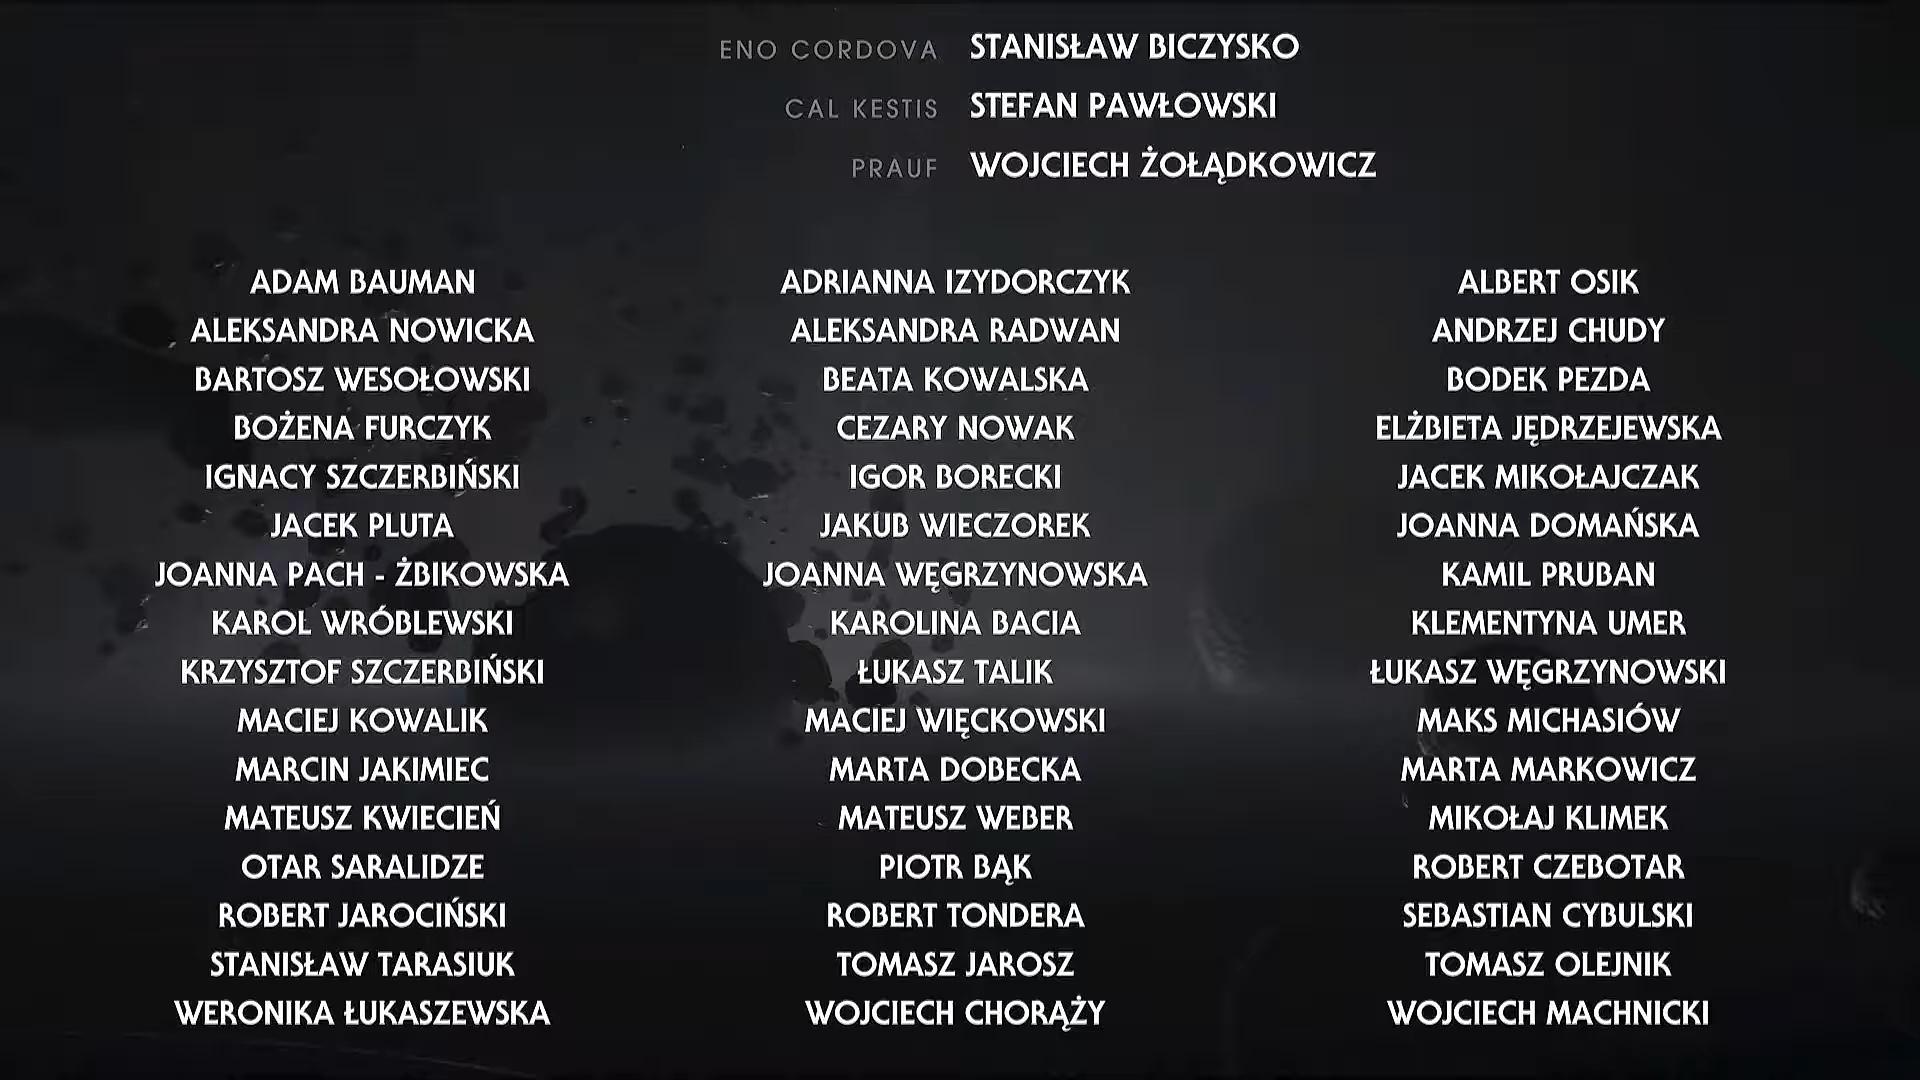 ENO CORDOVA STANISŁAW BICZYSKO
CAL KESTIS STEFAN PAWŁOWSKI
PRAUF WOJCIECH ŻOŁĄDKOWICZ
ADAM BAUMAN ADRIANNA IZYDORCZYK ALBERT OSIK
ALEKSANDRA NOWICKA ALEKSANDRA RADWAN ANDRZEJ CHUDY
BARTOSZ WESOŁOWSKI BEATA KOWALSKA BODEK PEZDA
BOŻENA FURCZYK CEZARY NOWAK ELŻBIETA JĘDRZEJEWSKA
IGNACY SZCZERBIŃSKI IGOR BORECKI JACEK MIKOŁAJCZAK
JACEK PLUTA JAKUB WIECZOREK JOANNA DOMAŃSKA
JOANNA PACH - ŻBIKOWSKA JOANNA WĘGRZYNOWSKA KAMIL PRUBAN
KAROL WRÓBLEWSKI KAROLINA BACIA KLEMENTYNA UMER
KRZYSZTOF SZCZERBIŃSKI ŁUKASZ TALIK ŁUKASZ WĘGRZYNOWSKI
MACIEJ KOWALIK MACIEJ WIĘCKOWSKI MAKS MICHASIÓW
MARCIN JAKIMIEC MARTA DOBECKA MARTA MARKOWICZ
MATEUSZ KWIECIEŃ MATEUSZ WEBER MIKOŁAJ KLIMEK
OTAR SARALIDZE PIOTR BĄK ROBERT CZEBOTAR
ROBERT JAROCIŃSKI ROBERT TONDERA SEBASTIAN CYBULSKI
STANISŁAW TARASIUK TOMASZ JAROSZ TOMASZ OLEJNIK
WERONIKA ŁUKASZEWSKA WOJCIECH CHORĄŻY WOJCIECH MACHNICKI